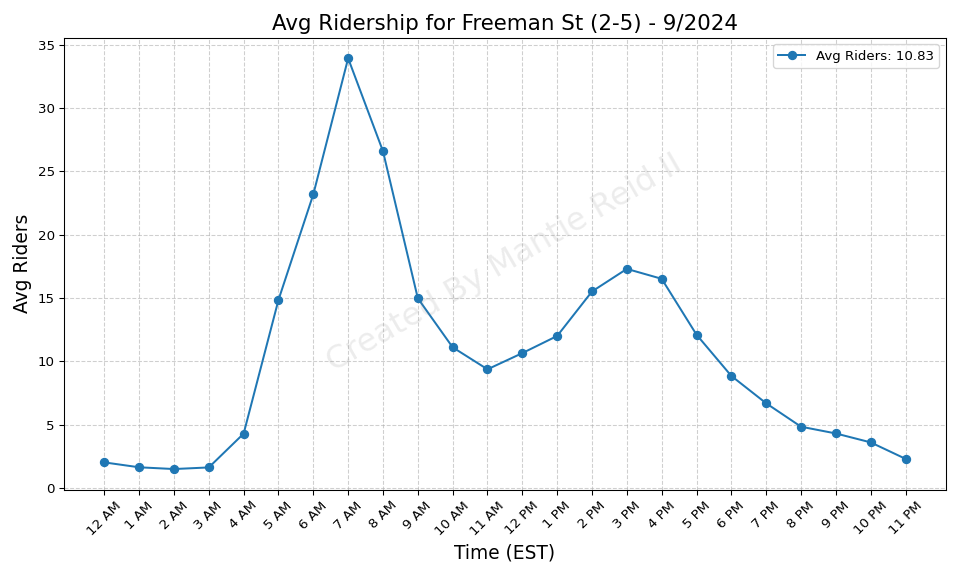 Avg Ridership for Freeman St (2-5) - 9/2024
Avg Riders: 10.83
35
30
25
20
15
10
5
0
Avg Riders
Created By Mantie Reid II
12 AM
1 AM
2 AM
3 AM
4 AM
5 AM
6 AM
7 AM
8 AM
9 AM
10 AM
11 AM
12 PM
1 PM
2 PM
3 PM
4 PM
5 PM
6 PM
7 PM
8 PM
9 PM
10 PM
11 PM
Time (EST)